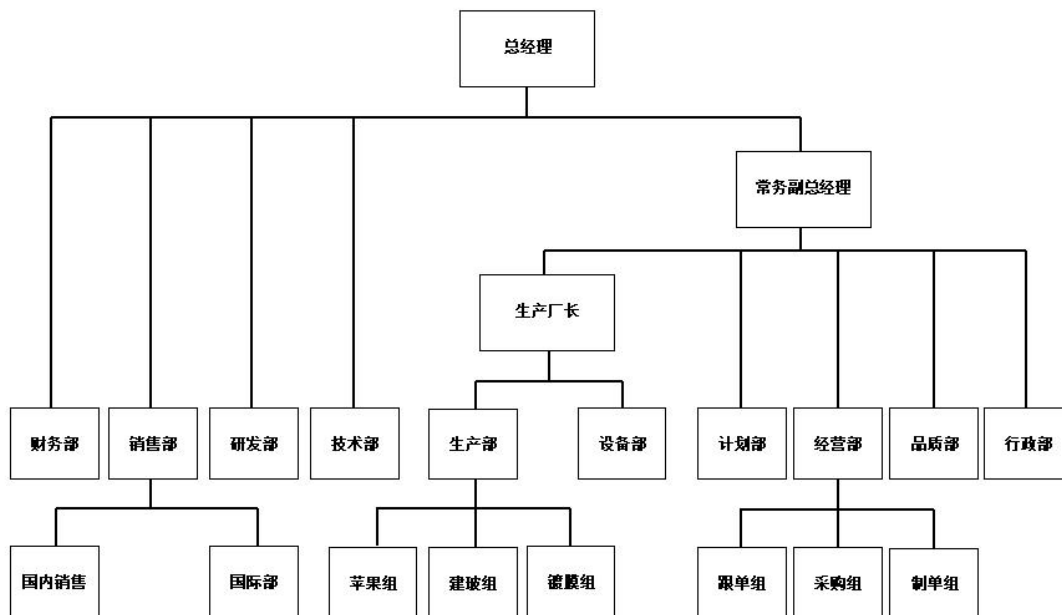 总经理
常务副总经理
生产厂长
财务部
销售部
研发部
技术部
生产部
设备部
计划部
经营部
品质部
行政部
国内销售
国际部
苹果组
建玻组
镀膜组
跟单组
采购组
制单组